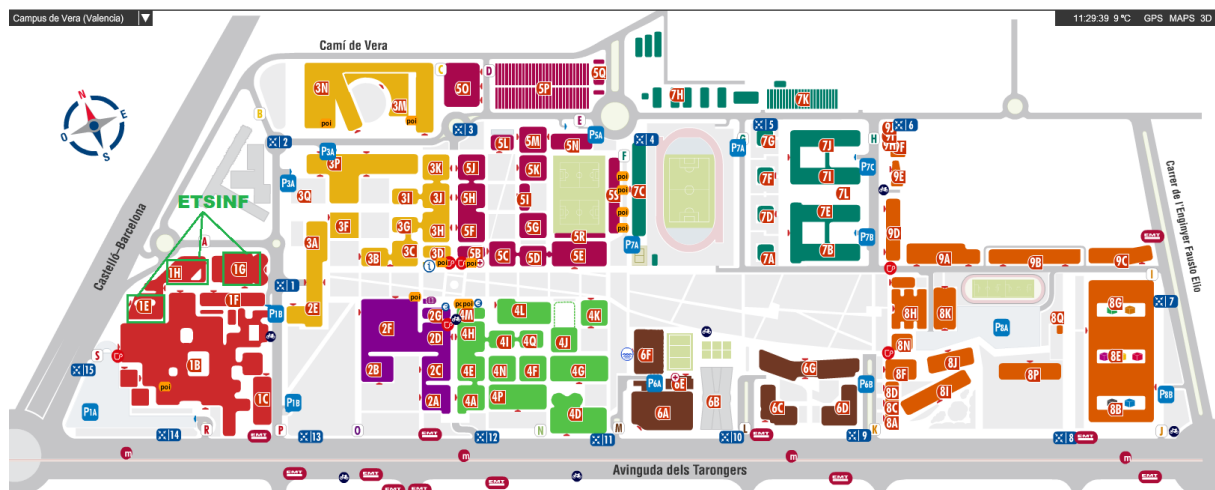 Campus de Vera (Valencia)
11:29:39 9 ºC GPS MAPS 3D
Camí de Vera
N
E
S
O
Castelló-Barcelona
Carrer de l'Enginyer Fausto Elio
Avinguda dels Tarongers
ETSINF
A
B
C
D
E
F
G
H
I
J
K
L
M
N
O
P
R
S
3N
3M
poi
5O
5P
5Q
7H
7K
2
3
P5A
4
5
6
P3A
3P
3K
5J
5L
5M
5N
5K
7G
7J
7I
P7C
P7A
9F
9E
P3A
3Q
3I
3J
5H
5I
5S
7C
7F
7L
3F
3G
3H
5F
5G
7D
7E
9D
3A
3B
3C
3D
5B
5C
5D
5R
5E
P7A
7A
7B
P7B
9A
9B
9C
EMT
1H
1G
1E
1F
1
2E
P1B
2G
4M
4L
4K
8H
8K
P8A
8Q
8G
7
2F
2D
4H
4I
4Q
4J
6F
8N
8J
8E
1B
2B
2C
4E
4N
4F
4G
P6A
6E
6G
P6B
8F
8P
15
S
poi
1C
2A
4A
4P
4D
6A
6B
6C
6D
8D
8C
8A
8I
8B
P8B
P1A
P1B
14
13
12
11
10
9
8
EMT
m